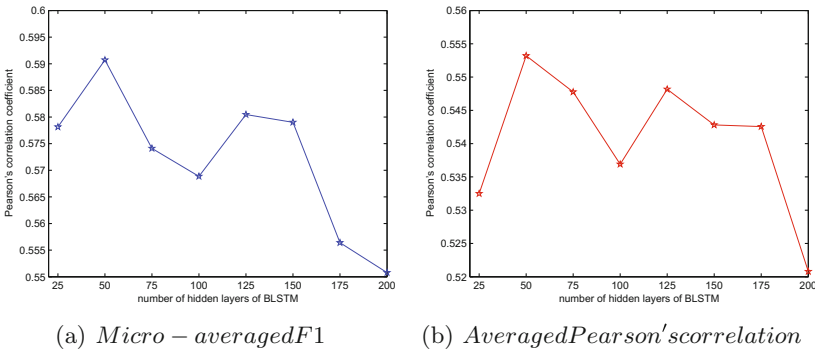 0.6
0.595
0.59
0.585
0.58
0.575
0.57
0.565
0.56
0.555
0.55
Pearson's correlation coefficient
25 50 75 100 125 150 175 200
number of hidden layers of BLSTM
(a) Micro − averagedF1
0.56
0.555
0.55
0.545
0.54
0.535
0.53
0.525
0.52
Pearson's correlation coefficient
25 50 75 100 125 150 175 200
number of hidden layers of BLSTM
(b) AveragedPearson'scorrelation